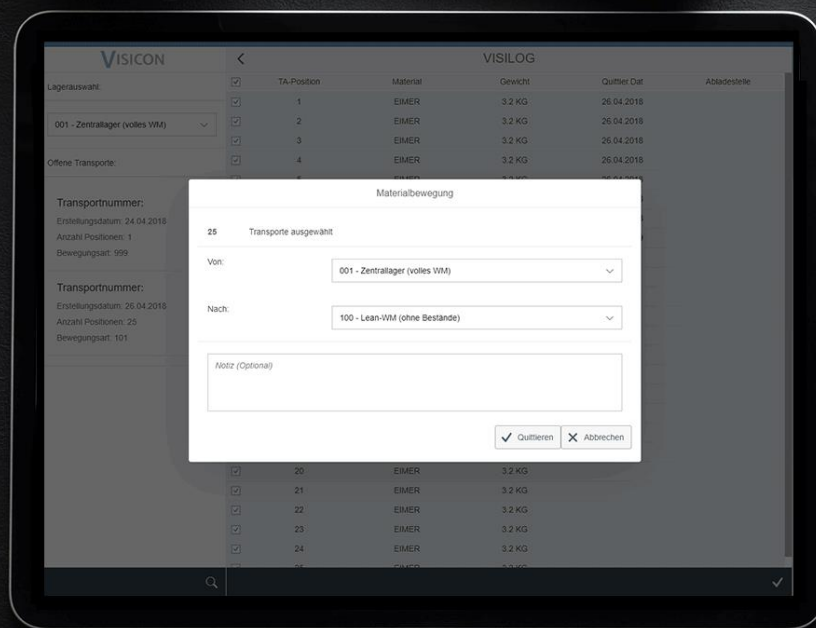 VISICON
VISILOG
Lagerauswahl:
001 - Zentrallager (volles WM)
Offene Transporte:
Transportnummer:
Erstellungsdatum: 24.04.2018
Anzahl Positionen: 1
Bewegungsart: 999
Transportnummer:
Erstellungsdatum: 26.04.2018
Anzahl Positionen: 25
Bewegungsart: 101
TA-Position Material Gewicht Quittier.Dat Abladestelle
1 EIMER 3.2 KG 26.04.2018
2 EIMER 3.2 KG 26.04.2018
3 EIMER 3.2 KG 26.04.2018
4 EIMER 3.2 KG 26.04.2018
Materialbewegung
25 Transporte ausgewählt
Von:
001 - Zentrallager (volles WM)
Nach:
100 - Lean-WM (ohne Bestände)
Notiz (Optional)
Quittieren
Abbrechen
20 EIMER 3.2 KG
21 EIMER 3.2 KG
22 EIMER 3.2 KG
23 EIMER 3.2 KG
24 EIMER 3.2 KG